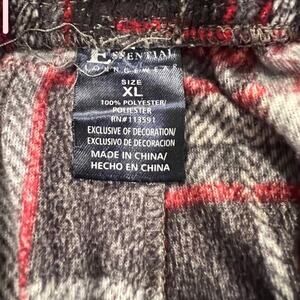 ESSENTIAL
LOUNGEWEAR
SIZE
XL
100% POLYESTER/
POLIESTER
RN#113591
EXCLUSIVE OF DECORATION/
EXCLUSIVO DE DECORACION
MADE IN CHINA/
HECHO EN CHINA